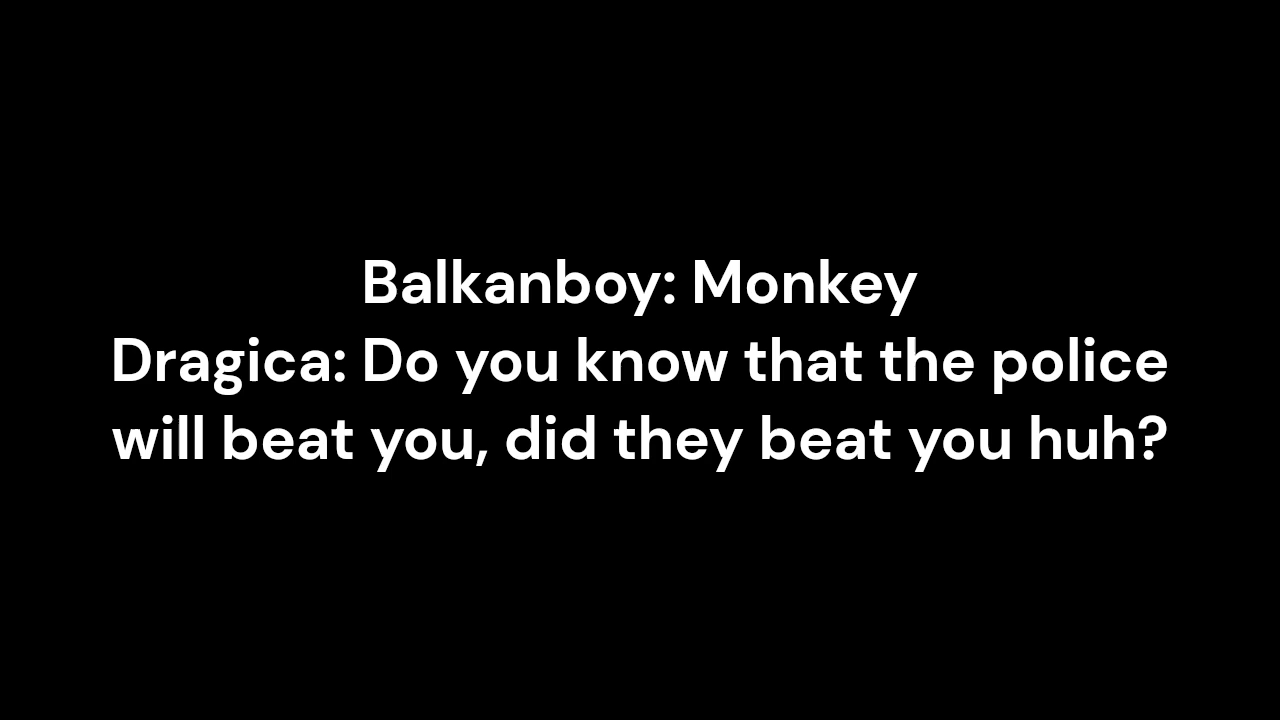 Balkanboy: Monkey
Dragica: Do you know that the police
will beat you, did they beat you huh?